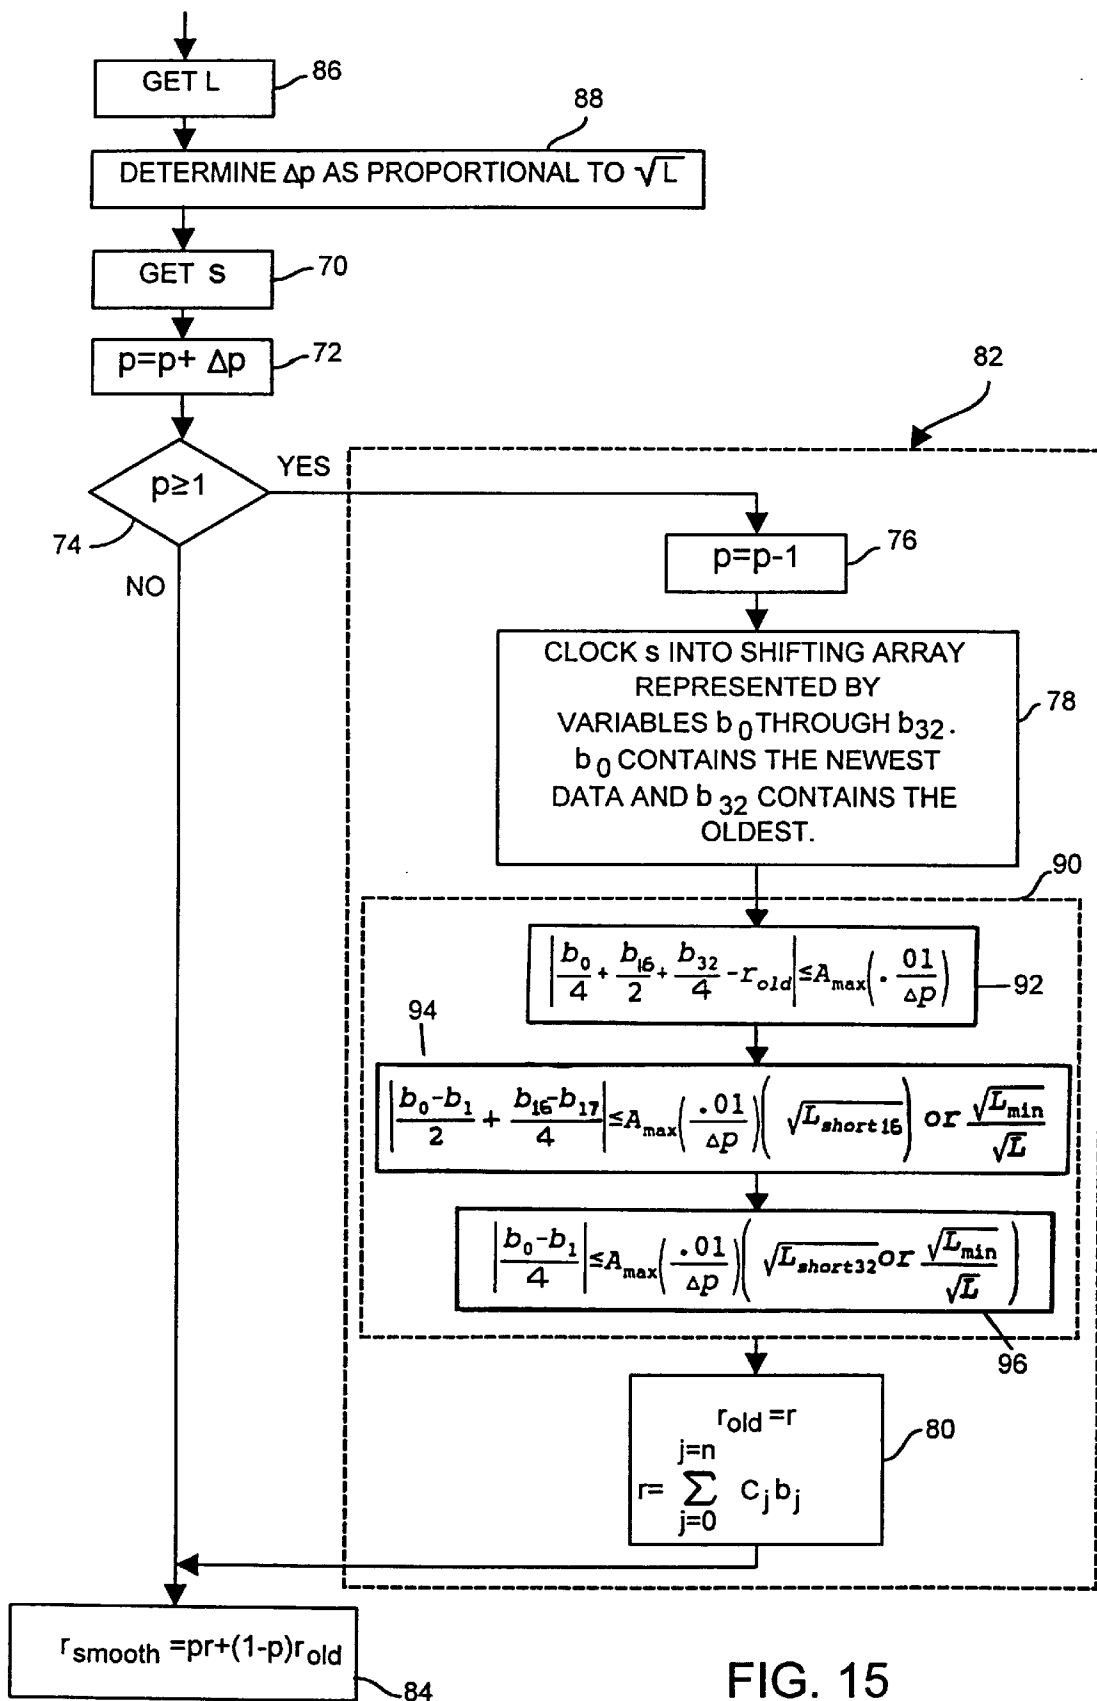 GET L
86
88
DETERMINE Δp AS PROPORTIONAL TO √L
GET s
70
p=p+ Δp
72
82
p≥1
YES
74
NO
p=p-1
76
CLOCK s INTO SHIFTING ARRAY
REPRESENTED BY
VARIABLES b0 THROUGH b32.
b0 CONTAINS THE NEWEST
DATA AND b32 CONTAINS THE
OLDEST.
78
90
|b0/4 + b16/2 + b32/4 - rold| ≤ Amax(. 01/Δp)
92
94
|b0-b1/2 + b16-b17/4| ≤ Amax(.01/Δp)( √Lshort16) or √Lmin/√L
|b0-b1/4| ≤ Amax(.01/Δp)(√Lshort32 or √Lmin/√L)
96
rold =r
j=n
r= Σ Cj bj
j=0
80
rsmooth =pr+(1-p)rold
84
FIG. 15